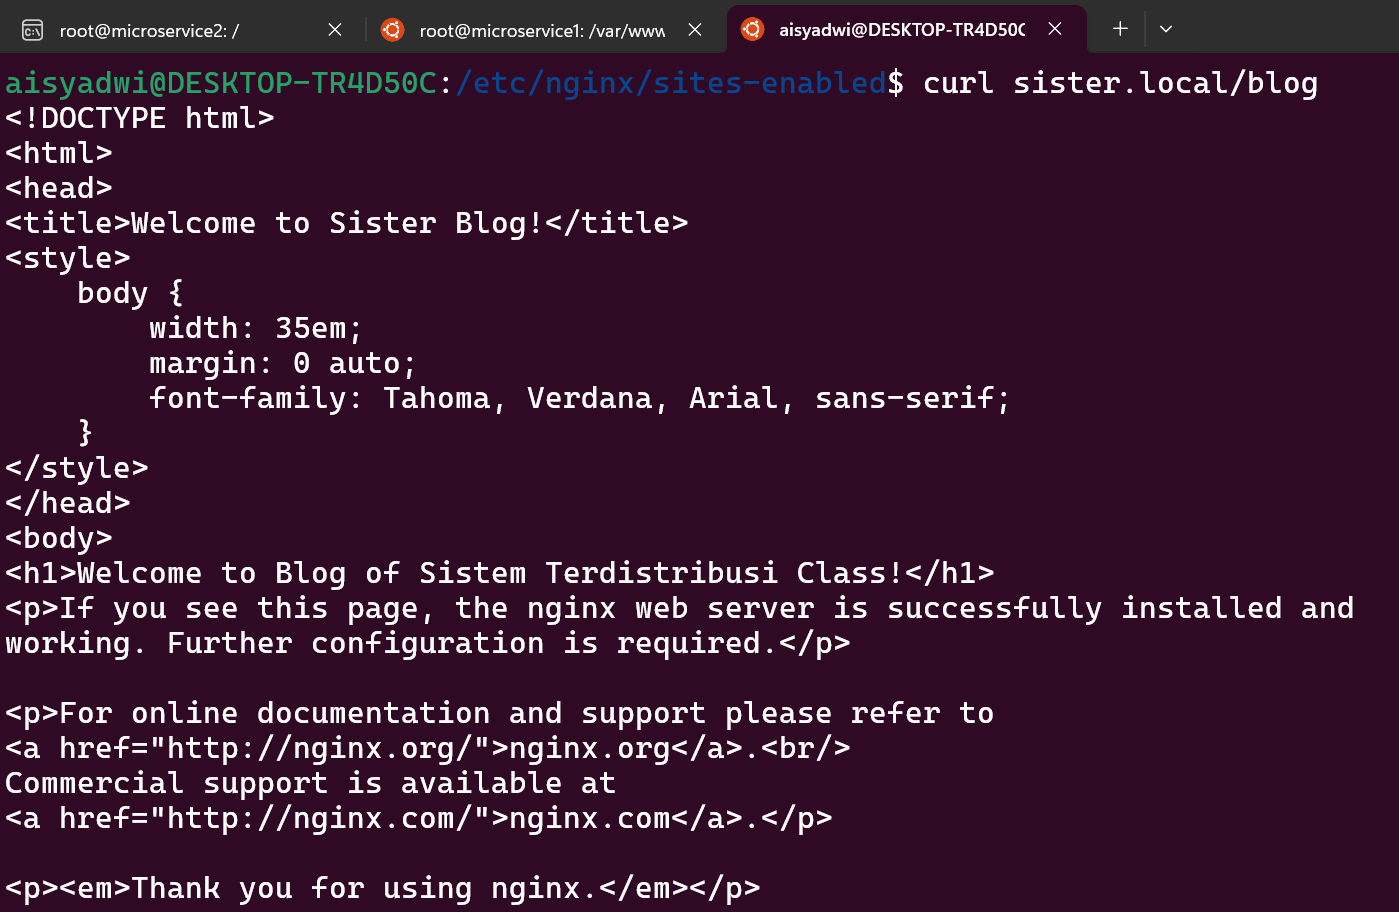 root@microservice2: /
root@microservice1: /var/www
aisyadwi@DESKTOP-TR4D50C
aisyadwi@DESKTOP-TR4D50C:/etc/nginx/sites-enabled$ curl sister.local/blog
<!DOCTYPE html>
<html>
<head>
<title>Welcome to Sister Blog!</title>
<style>
    body {
        width: 35em;
        margin: 0 auto;
        font-family: Tahoma, Verdana, Arial, sans-serif;
    }
</style>
</head>
<body>
<h1>Welcome to Blog of Sistem Terdistribusi Class!</h1>
<p>If you see this page, the nginx web server is successfully installed and
working. Further configuration is required.</p>

<p>For online documentation and support please refer to
<a href="http://nginx.org/">nginx.org</a>.<br/>
Commercial support is available at
<a href="http://nginx.com/">nginx.com</a>.</p>

<p><em>Thank you for using nginx.</em></p>